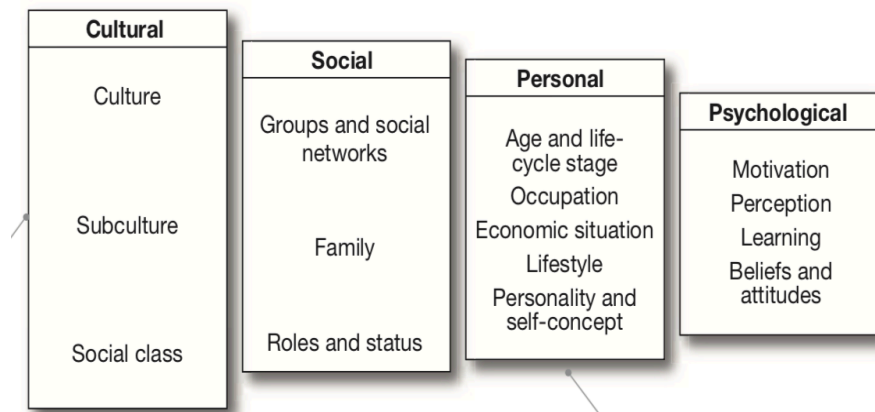 Cultural
Culture
Subculture
Social class
Social
Groups and social
networks
Family
Roles and status
Personal
Age and life-
cycle stage
Occupation
Economic situation
Lifestyle
Personality and
self-concept
Psychological
Motivation
Perception
Learning
Beliefs and
attitudes